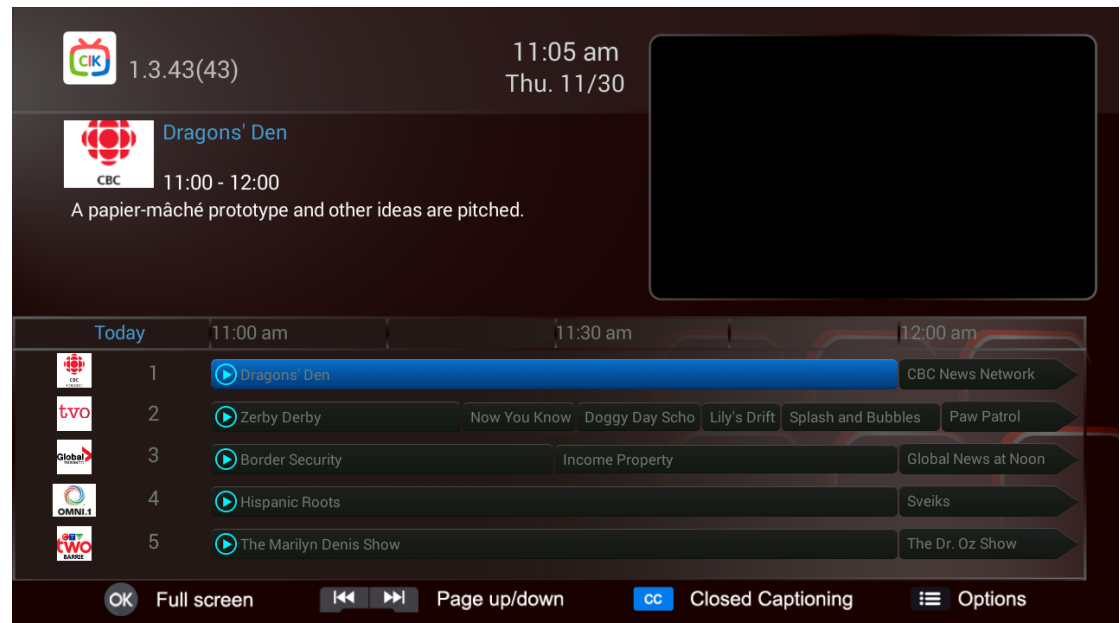 CIK
1.3.43(43)
11:05 am
Thu. 11/30
CBC
Dragons' Den
11:00 - 12:00
A papier-mâché prototype and other ideas are pitched.
Today 11:00 am 11:30 am 12:00 am
CBC 1 Dragons' Den CBC News Network
tvo 2 Zerby Derby Now You Know Doggy Day Scho Lily's Drift Splash and Bubbles Paw Patrol
Global 3 Border Security Income Property Global News at Noon
OMNI.1 4 Hispanic Roots Sveiks
CTV two BARRIE 5 The Marilyn Denis Show The Dr. Oz Show
OK Full screen Page up/down CC Closed Captioning Options